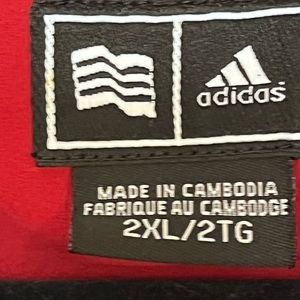 adidas
MADE IN CAMBODIA
FABRIQUE AU CAMBODGE
2XL/2TG